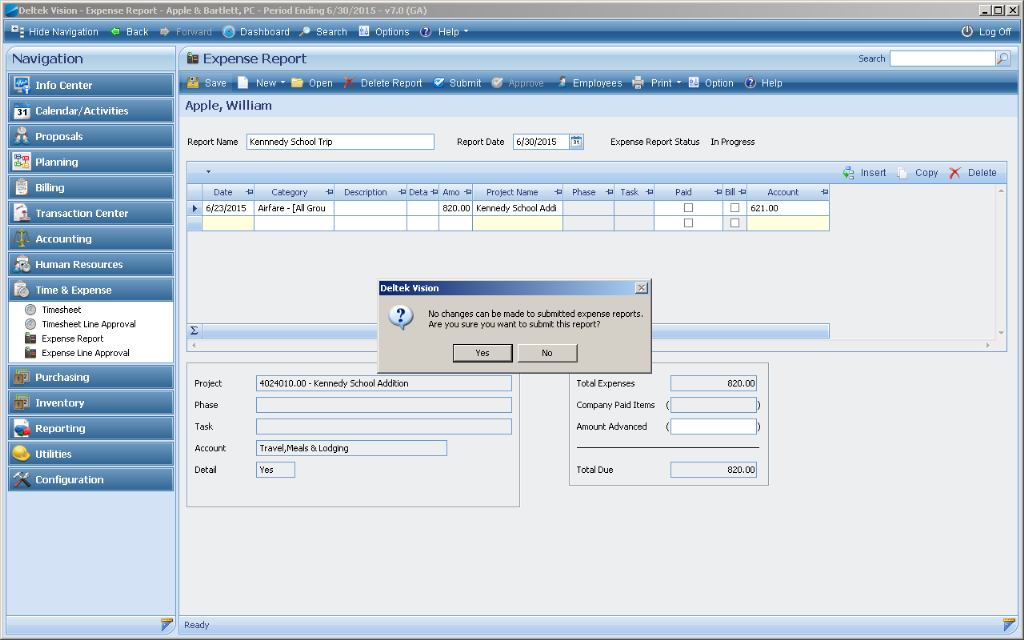 Deltek Vision - Expense Report - Apple & Bartlett, PC - Period Ending 6/30/2015 - v7.0 (GA)
Hide Navigation Back Forward Dashboard Search Options Help Log Off
Navigation
Info Center
31 Calendar/Activities
Proposals
Planning
Billing
Transaction Center
Accounting
Human Resources
Time & Expense
Timesheet
Timesheet Line Approval
Expense Report
Expense Line Approval
Purchasing
Inventory
Reporting
Utilities
Configuration
Expense Report Search
Save New Open Delete Report Submit Approve Employees Print Option Help
Apple, William
Report Name Kennnedy School Trip Report Date 6/30/2015 Expense Report Status In Progress
Insert Copy Delete
Date Category Description Deta Amo Project Name Phase Task Paid Bill Account
6/23/2015 Airfare - [All Grou 820.00 Kennedy School Addi 621.00
Σ
Deltek Vision
? No changes can be made to submitted expense reports.
Are you sure you want to submit this report?
Yes No
Project 4024010.00 - Kennedy School Addition
Phase
Task
Account Travel,Meals & Lodging
Detail Yes
Total Expenses 820.00
Company Paid Items ( )
Amount Advanced ( )
Total Due 820.00
Ready